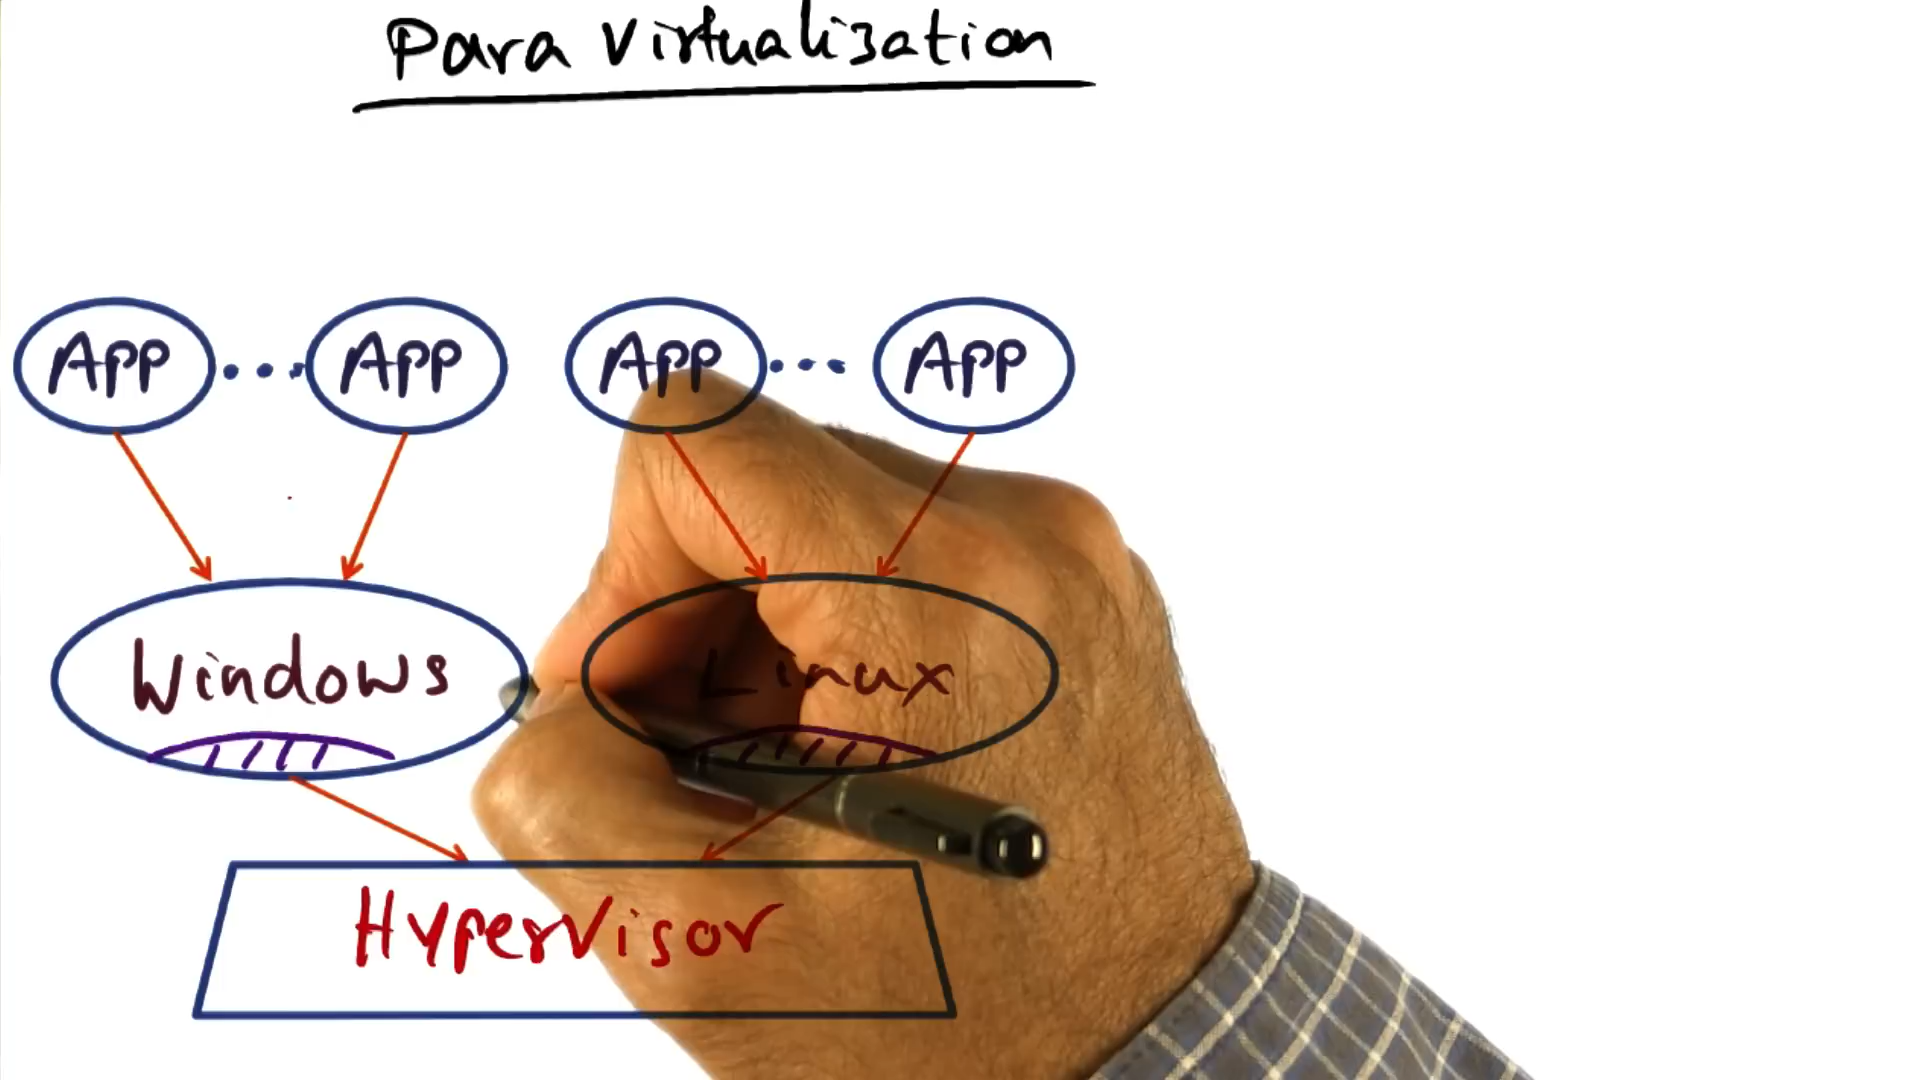 Para Virtualization
App ... App App ... App
Windows Linux
Hypervisor